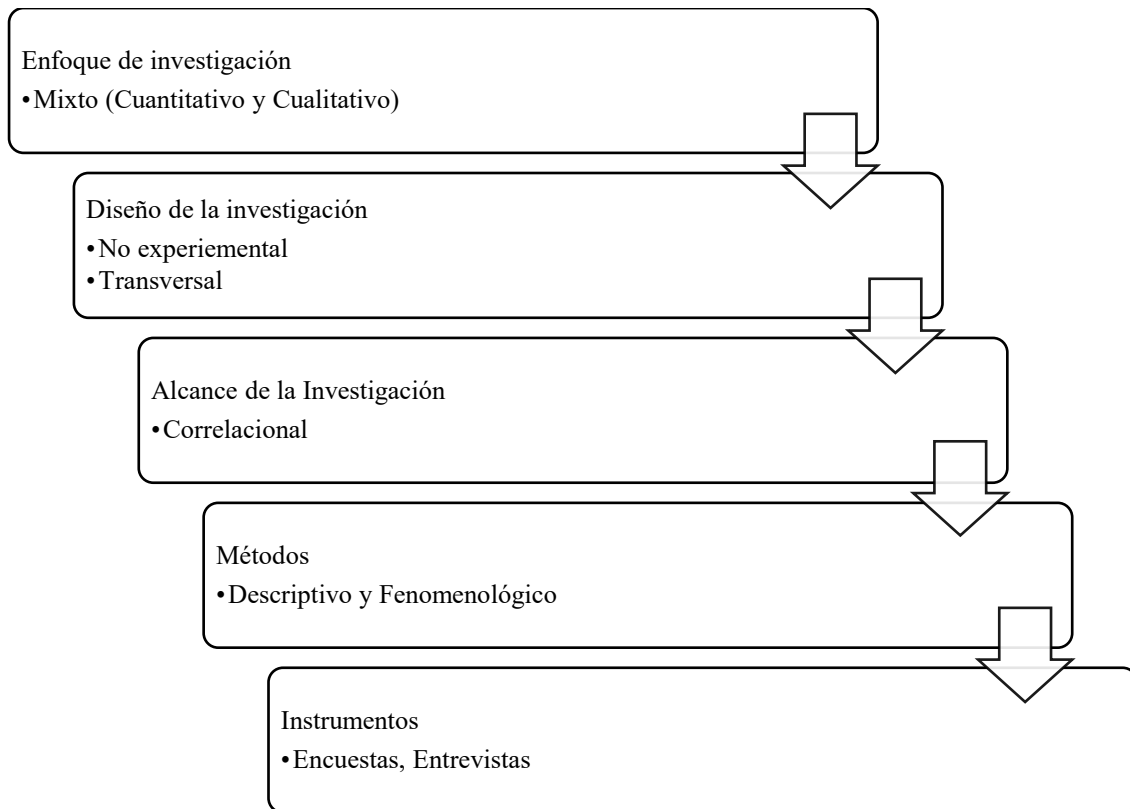 Enfoque de investigación
•Mixto (Cuantitativo y Cualitativo)
Diseño de la investigación
•No experiemental
•Transversal
Alcance de la Investigación
•Correlacional
Métodos
•Descriptivo y Fenomenológico
Instrumentos
•Encuestas, Entrevistas